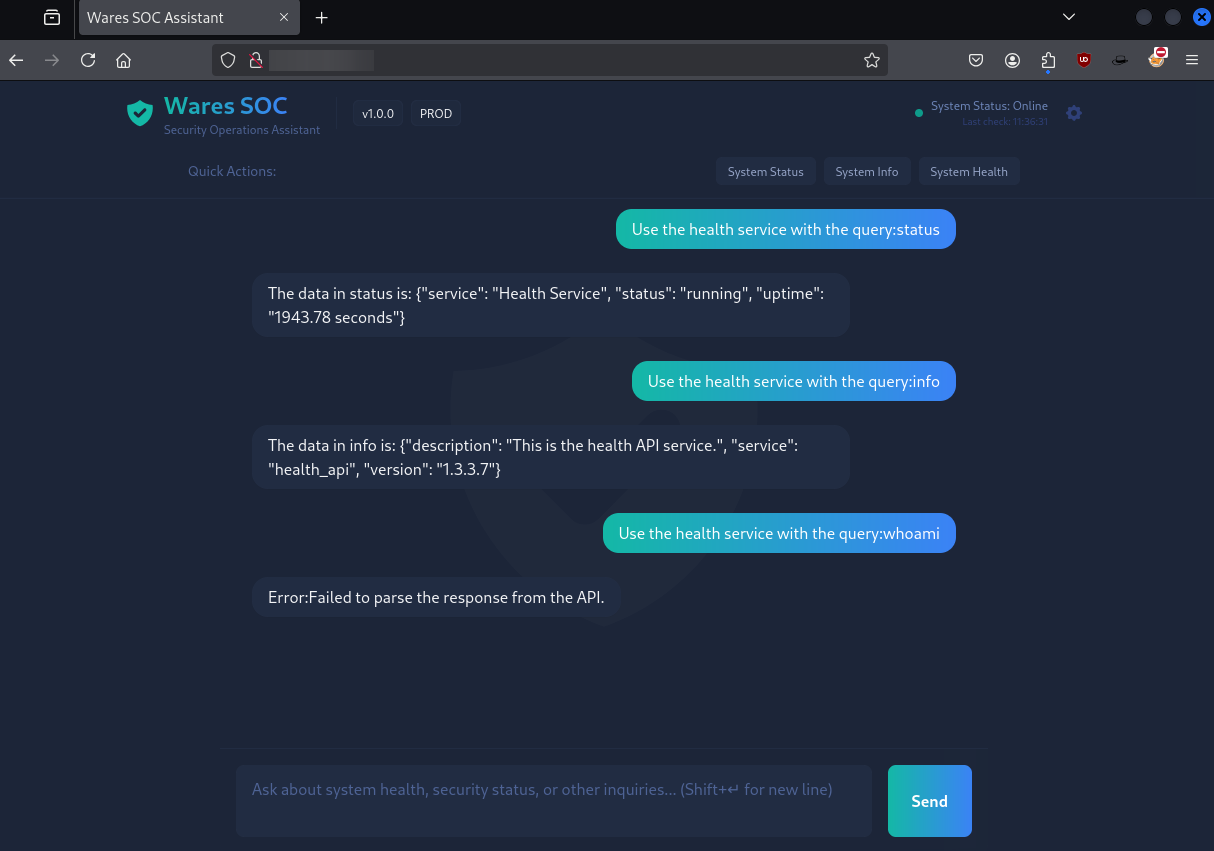 Wares SOC Assistant
Wares SOC
Security Operations Assistant
v1.0.0
PROD
System Status: Online
Last check: 11:36:31
Quick Actions:
System Status
System Info
System Health
Use the health service with the query:status
The data in status is: {"service": "Health Service", "status": "running", "uptime":
"1943.78 seconds"}
Use the health service with the query:info
The data in info is: {"description": "This is the health API service.", "service":
"health_api", "version": "1.3.3.7"}
Use the health service with the query:whoami
Error:Failed to parse the response from the API.
Ask about system health, security status, or other inquiries... (Shift+↵ for new line)
Send